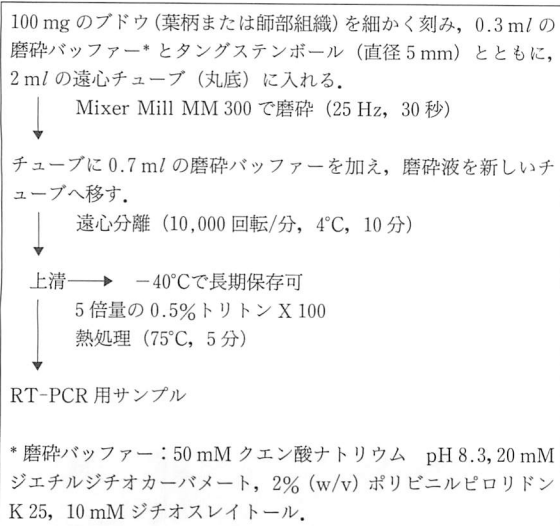 100 mg のブドウ(葉柄または師部組織)を細かく刻み,0.3 ml の
磨砕バッファー* とタングステンボール(直径 5 mm)とともに,
2 ml の遠心チューブ(丸底)に入れる.
Mixer Mill MM 300 で磨砕(25 Hz,30 秒)
チューブに 0.7 ml の磨砕バッファーを加え,磨砕液を新しいチ
ューブへ移す.
遠心分離(10,000 回転/分,4℃,10 分)
上清 → −40℃で長期保存可
5 倍量の 0.5%トリトン X 100
熱処理(75℃,5 分)
RT-PCR 用サンプル
* 磨砕バッファー:50 mM クエン酸ナトリウム pH 8.3, 20 mM
ジエチルジチオカーバメート,2% (w/v) ポリビニルピロリドン
K 25,10 mM ジチオスレイトール.